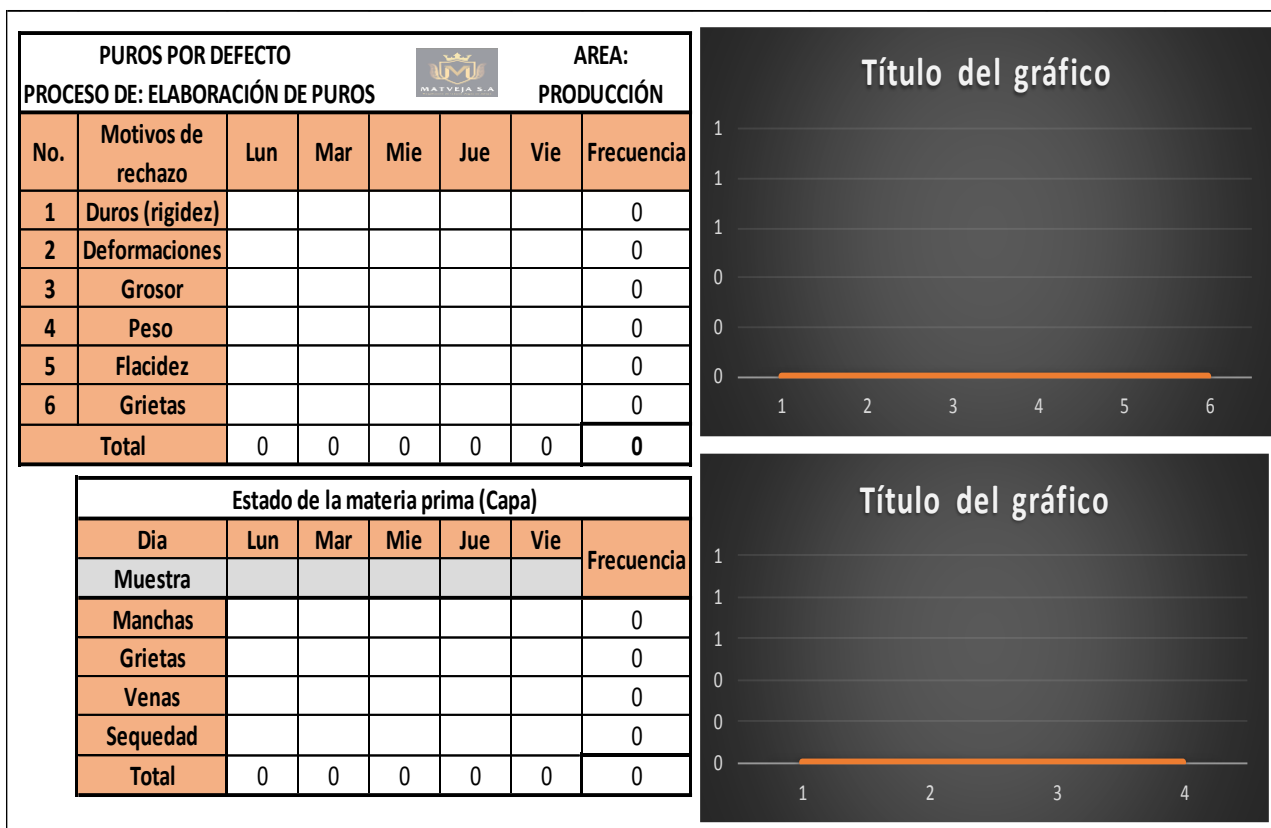 PUROS POR DEFECTO
PROCESO DE: ELABORACIÓN DE PUROS
MATVEJA S.A
AREA:
PRODUCCIÓN
No. Motivos de rechazo Lun Mar Mie Jue Vie Frecuencia
1 Duros (rigidez) 0
2 Deformaciones 0
3 Grosor 0
4 Peso 0
5 Flacidez 0
6 Grietas 0
Total 0 0 0 0 0 0
Estado de la materia prima (Capa)
Dia Lun Mar Mie Jue Vie Frecuencia
Muestra
Manchas 0
Grietas 0
Venas 0
Sequedad 0
Total 0 0 0 0 0 0
Título del gráfico
1
1
1
0
0
0
1 2 3 4 5 6
Título del gráfico
1
1
1
0
0
0
1 2 3 4